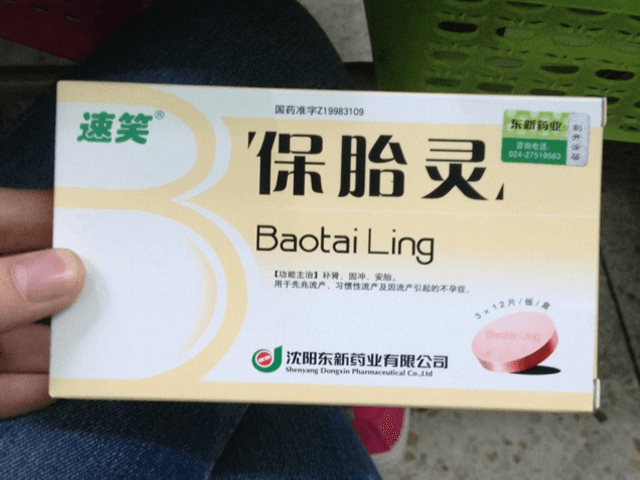 国药准字Z19983109
速笑®
保胎灵
Baotai Ling
东新药业
咨询电话:
024-27519563
刮开涂层
【功能主治】补肾、固冲、安胎。
用于先兆流产、习惯性流产及因流产引起的不孕症。
3×12片/板/盒
Baotai Ling
沈阳东新药业有限公司
Shenyang Dongxin Pharmaceutical Co.,Ltd